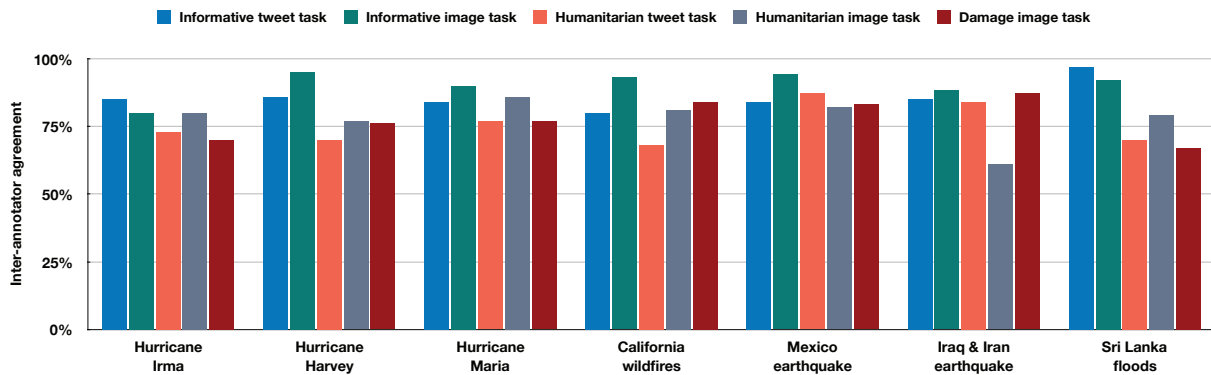 Informative tweet task Informative image task Humanitarian tweet task Humanitarian image task Damage image task
Inter-annotator agreement
100%
75%
50%
25%
0%
Hurricane Irma
Hurricane Harvey
Hurricane Maria
California wildfires
Mexico earthquake
Iraq & Iran earthquake
Sri Lanka floods